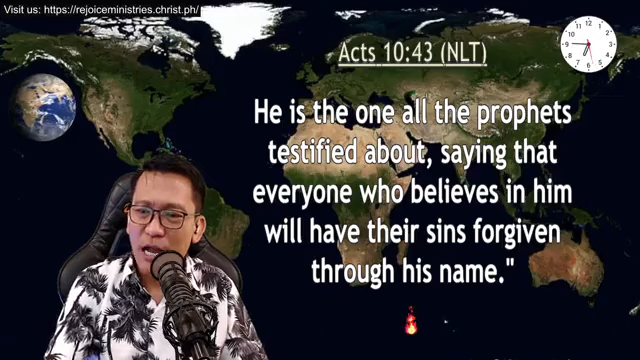 Visit us: https://rejoiceministries.christ.ph/
Acts 10:43 (NLT)
He is the one all the prophets
testified about, saying that
everyone who believes in him
will have their sins forgiven
through his name."